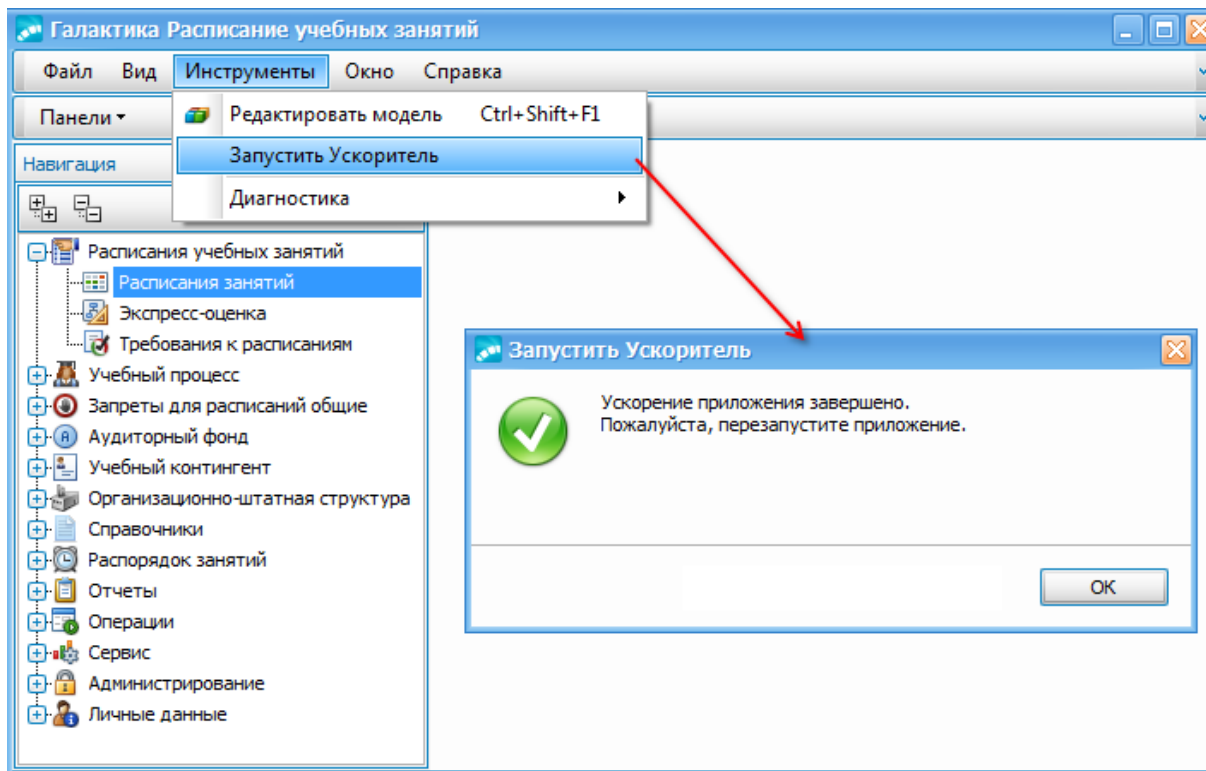 Галактика Расписание учебных занятий
Файл Вид Инструменты Окно Справка
Панели
Редактировать модель Ctrl+Shift+F1
Запустить Ускоритель
Диагностика
Навигация
Расписания учебных занятий
Расписания занятий
Экспресс-оценка
Требования к расписаниям
Учебный процесс
Запреты для расписаний общие
Аудиторный фонд
Учебный контингент
Организационно-штатная структура
Справочники
Распорядок занятий
Отчеты
Операции
Сервис
Администрирование
Личные данные
Запустить Ускоритель
Ускорение приложения завершено.
Пожалуйста, перезапустите приложение.
ОК